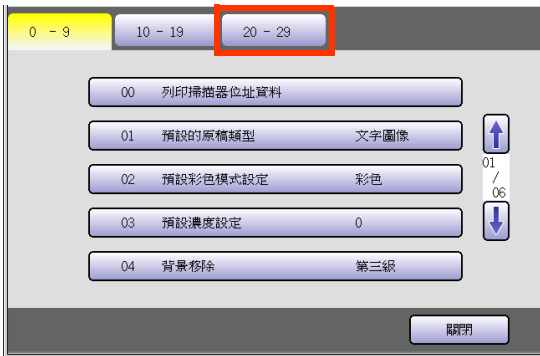 0 - 9 10 - 19 20 - 29
00 列印掃描器位址資料
01 預設的原稿類型 文字圖像
02 預設彩色模式設定 彩色
03 預設濃度設定 0
04 背景移除 第三級
01
/
06
關閉